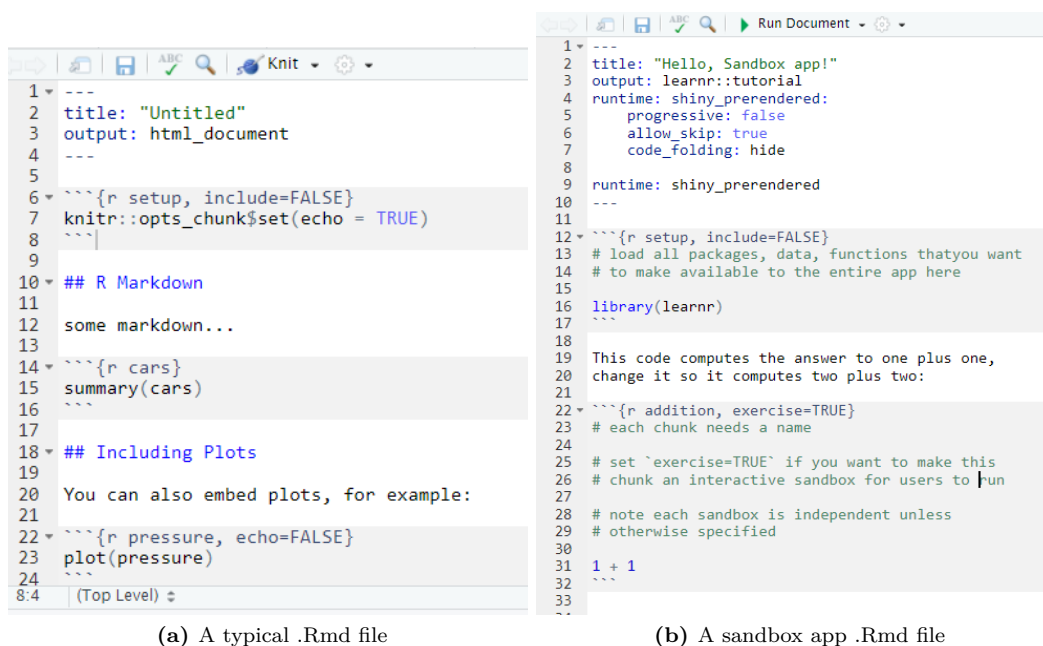 ABC Knit
1 ---
2 title: "Untitled"
3 output: html_document
4 ---
5
6 ```{r setup, include=FALSE}
7 knitr::opts_chunk$set(echo = TRUE)
8 ```
9
10 ## R Markdown
11
12 some markdown...
13
14 ```{r cars}
15 summary(cars)
16 ```
17
18 ## Including Plots
19
20 You can also embed plots, for example:
21
22 ```{r pressure, echo=FALSE}
23 plot(pressure)
24 ```
8:4 (Top Level)
(a) A typical .Rmd file
ABC Run Document
1 ---
2 title: "Hello, Sandbox app!"
3 output: learnr::tutorial
4 runtime: shiny_prerendered:
5 progressive: false
6 allow_skip: true
7 code_folding: hide
8
9 runtime: shiny_prerendered
10 ---
11
12 ```{r setup, include=FALSE}
13 # load all packages, data, functions thatyou want
14 # to make available to the entire app here
15
16 library(learnr)
17 ```
18
19 This code computes the answer to one plus one,
20 change it so it computes two plus two:
21
22 ```{r addition, exercise=TRUE}
23 # each chunk needs a name
24
25 # set `exercise=TRUE` if you want to make this
26 # chunk an interactive sandbox for users to run
27
28 # note each sandbox is independent unless
29 # otherwise specified
30
31 1 + 1
32 ```
33
(b) A sandbox app .Rmd file